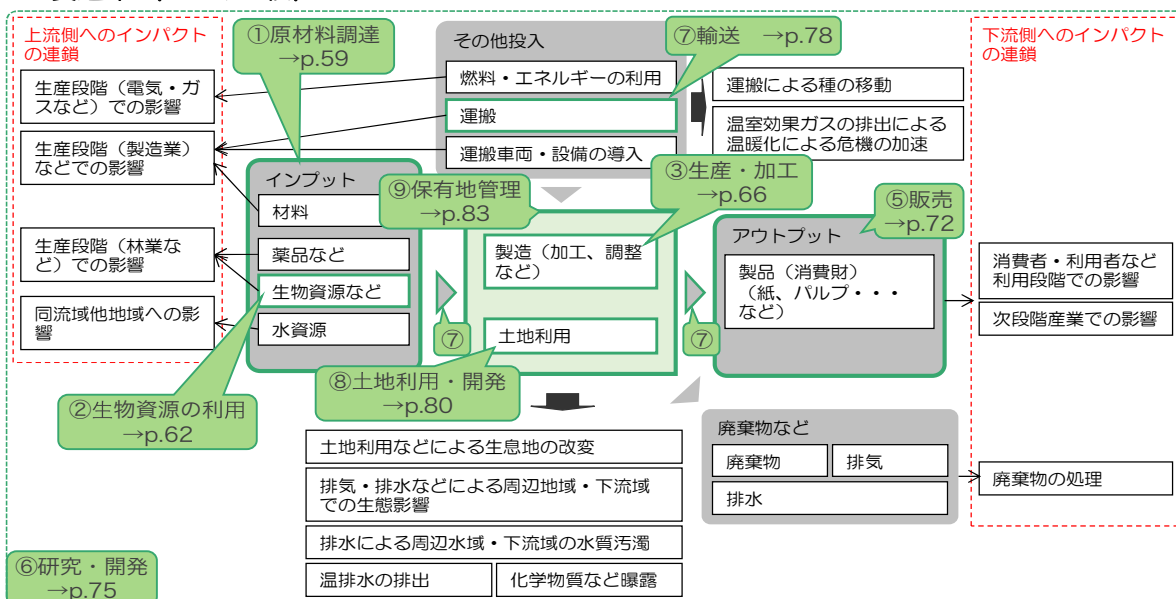 上流側へのインパクト
の連鎖
①原材料調達
→p.59
その他投入
⑦輸送 →p.78
下流側へのインパクト
の連鎖
生産段階（電気・ガ
スなど）での影響
燃料・エネルギーの利用
運搬
運搬車両・設備の導入
運搬による種の移動
温室効果ガスの排出による
温暖化による危機の加速
生産段階（製造業）
などでの影響
インプット
材料
薬品など
生物資源など
水資源
⑨保有地管理
→p.83
③生産・加工
→p.66
⑤販売
→p.72
製造（加工、調整
など）
土地利用
アウトプット
製品（消費財）
（紙、パルプ・・・
など）
生産段階（林業な
ど）での影響
同流域他地域への影
響
消費者・利用者など
利用段階での影響
次段階産業での影響
⑦
⑦
②生物資源の利用
→p.62
⑧土地利用・開発
→p.80
土地利用などによる生息地の改変
排気・排水などによる周辺地域・下流域
での生態影響
排水による周辺水域・下流域の水質汚濁
温排水の排出
化学物質など曝露
廃棄物など
廃棄物
排気
排水
廃棄物の処理
⑥研究・開発
→p.75